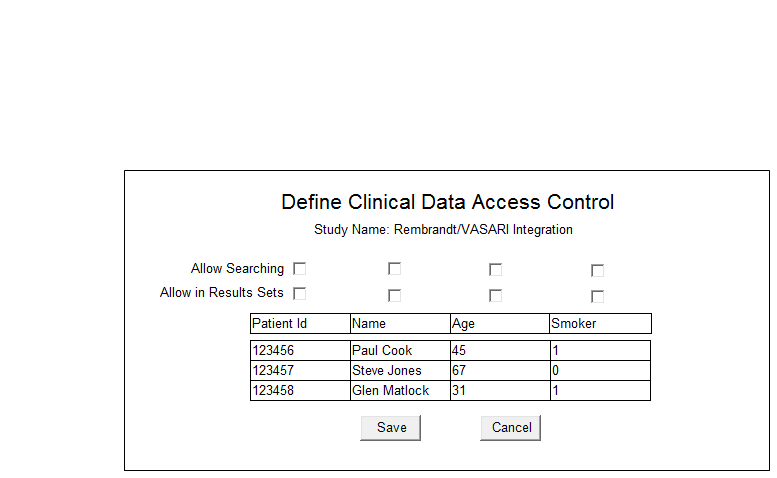 Define Clinical Data Access Control
Study Name: Rembrandt/VASARI Integration
Allow Searching
Allow in Results Sets
Patient Id Name Age Smoker
123456 Paul Cook 45 1
123457 Steve Jones 67 0
123458 Glen Matlock 31 1
Save Cancel